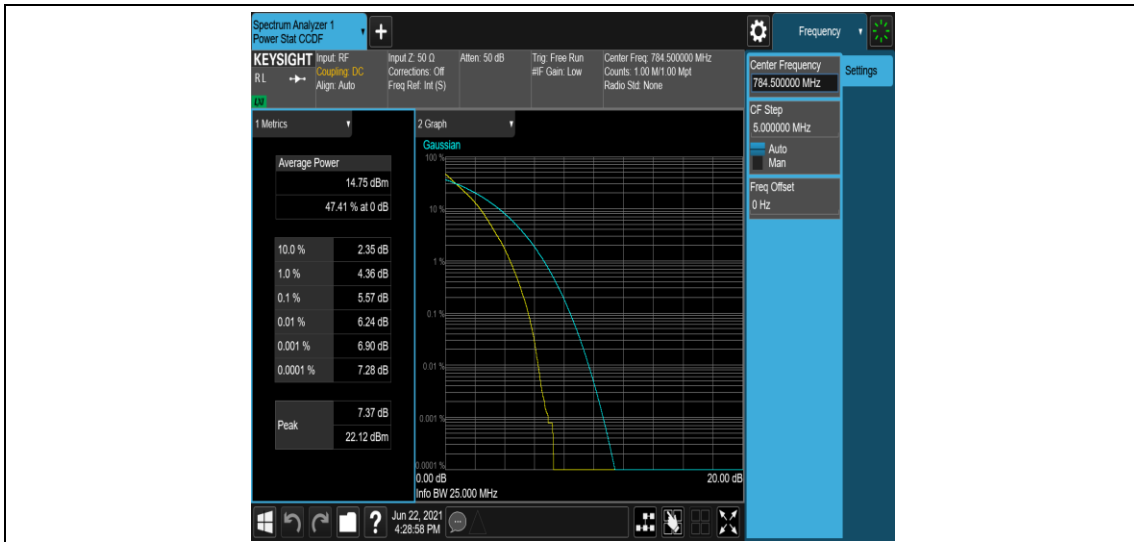 Spectrum Analyzer 1
Power Stat CCDF
Frequency
KEYSIGHT
RL
LXI
Input: RF
Coupling: DC
Align: Auto
Input Z: 50 Ω
Corrections: Off
Freq Ref: Int (S)
Atten: 50 dB
Trig: Free Run
#IF Gain: Low
Center Freq: 784.500000 MHz
Counts: 1.00 M/1.00 Mpt
Radio Std: None
Center Frequency
784.500000 MHz
Settings
CF Step
5.000000 MHz
Auto
Man
Freq Offset
0 Hz
1 Metrics
Average Power
14.75 dBm
47.41 % at 0 dB
10.0 % 2.35 dB
1.0 % 4.36 dB
0.1 % 5.57 dB
0.01 % 6.24 dB
0.001 % 6.90 dB
0.0001 % 7.28 dB
Peak
7.37 dB
22.12 dBm
2 Graph
Gaussian
100 %
10 %
1 %
0.1 %
0.01 %
0.001 %
0.0001 %
0.00 dB
20.00 dB
Info BW 25.000 MHz
?
Jun 22, 2021
4:28:58 PM